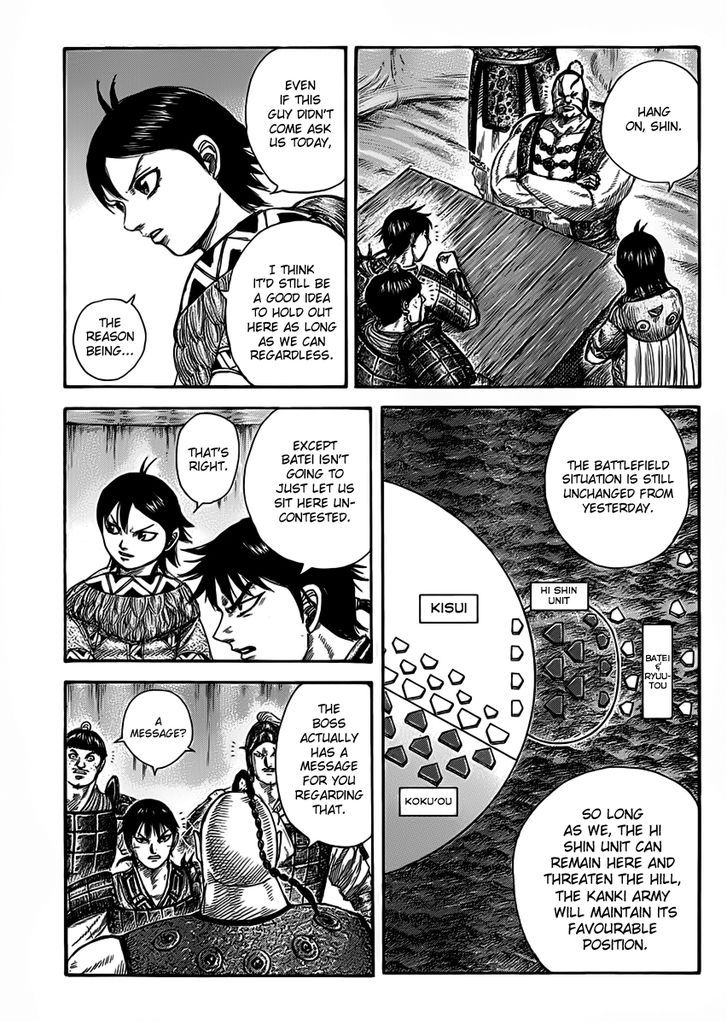 HANG
ON, SHIN.
EVEN
IF THIS
GUY DIDN'T
COME ASK
US TODAY,
I THINK
IT'D STILL BE
A GOOD IDEA
TO HOLD OUT
HERE AS LONG
AS WE CAN
REGARDLESS.
THE
REASON
BEING...
THE BATTLEFIELD
SITUATION IS STILL
UNCHANGED FROM
YESTERDAY.
KISUI
HI SHIN
UNIT
BATEI
&
RYUU-
TOU
KOKU'OU
SO LONG
AS WE, THE HI
SHIN UNIT CAN
REMAIN HERE AND
THREATEN THE HILL,
THE KANKI ARMY
WILL MAINTAIN ITS
FAVOURABLE
POSITION.
EXCEPT
BATEI ISN'T
GOING TO
JUST LET US
SIT HERE UN-
CONTESTED.
THAT'S
RIGHT.
THE
BOSS
ACTUALLY
HAS A
MESSAGE
FOR YOU
REGARDING
THAT.
A
MESSAGE?